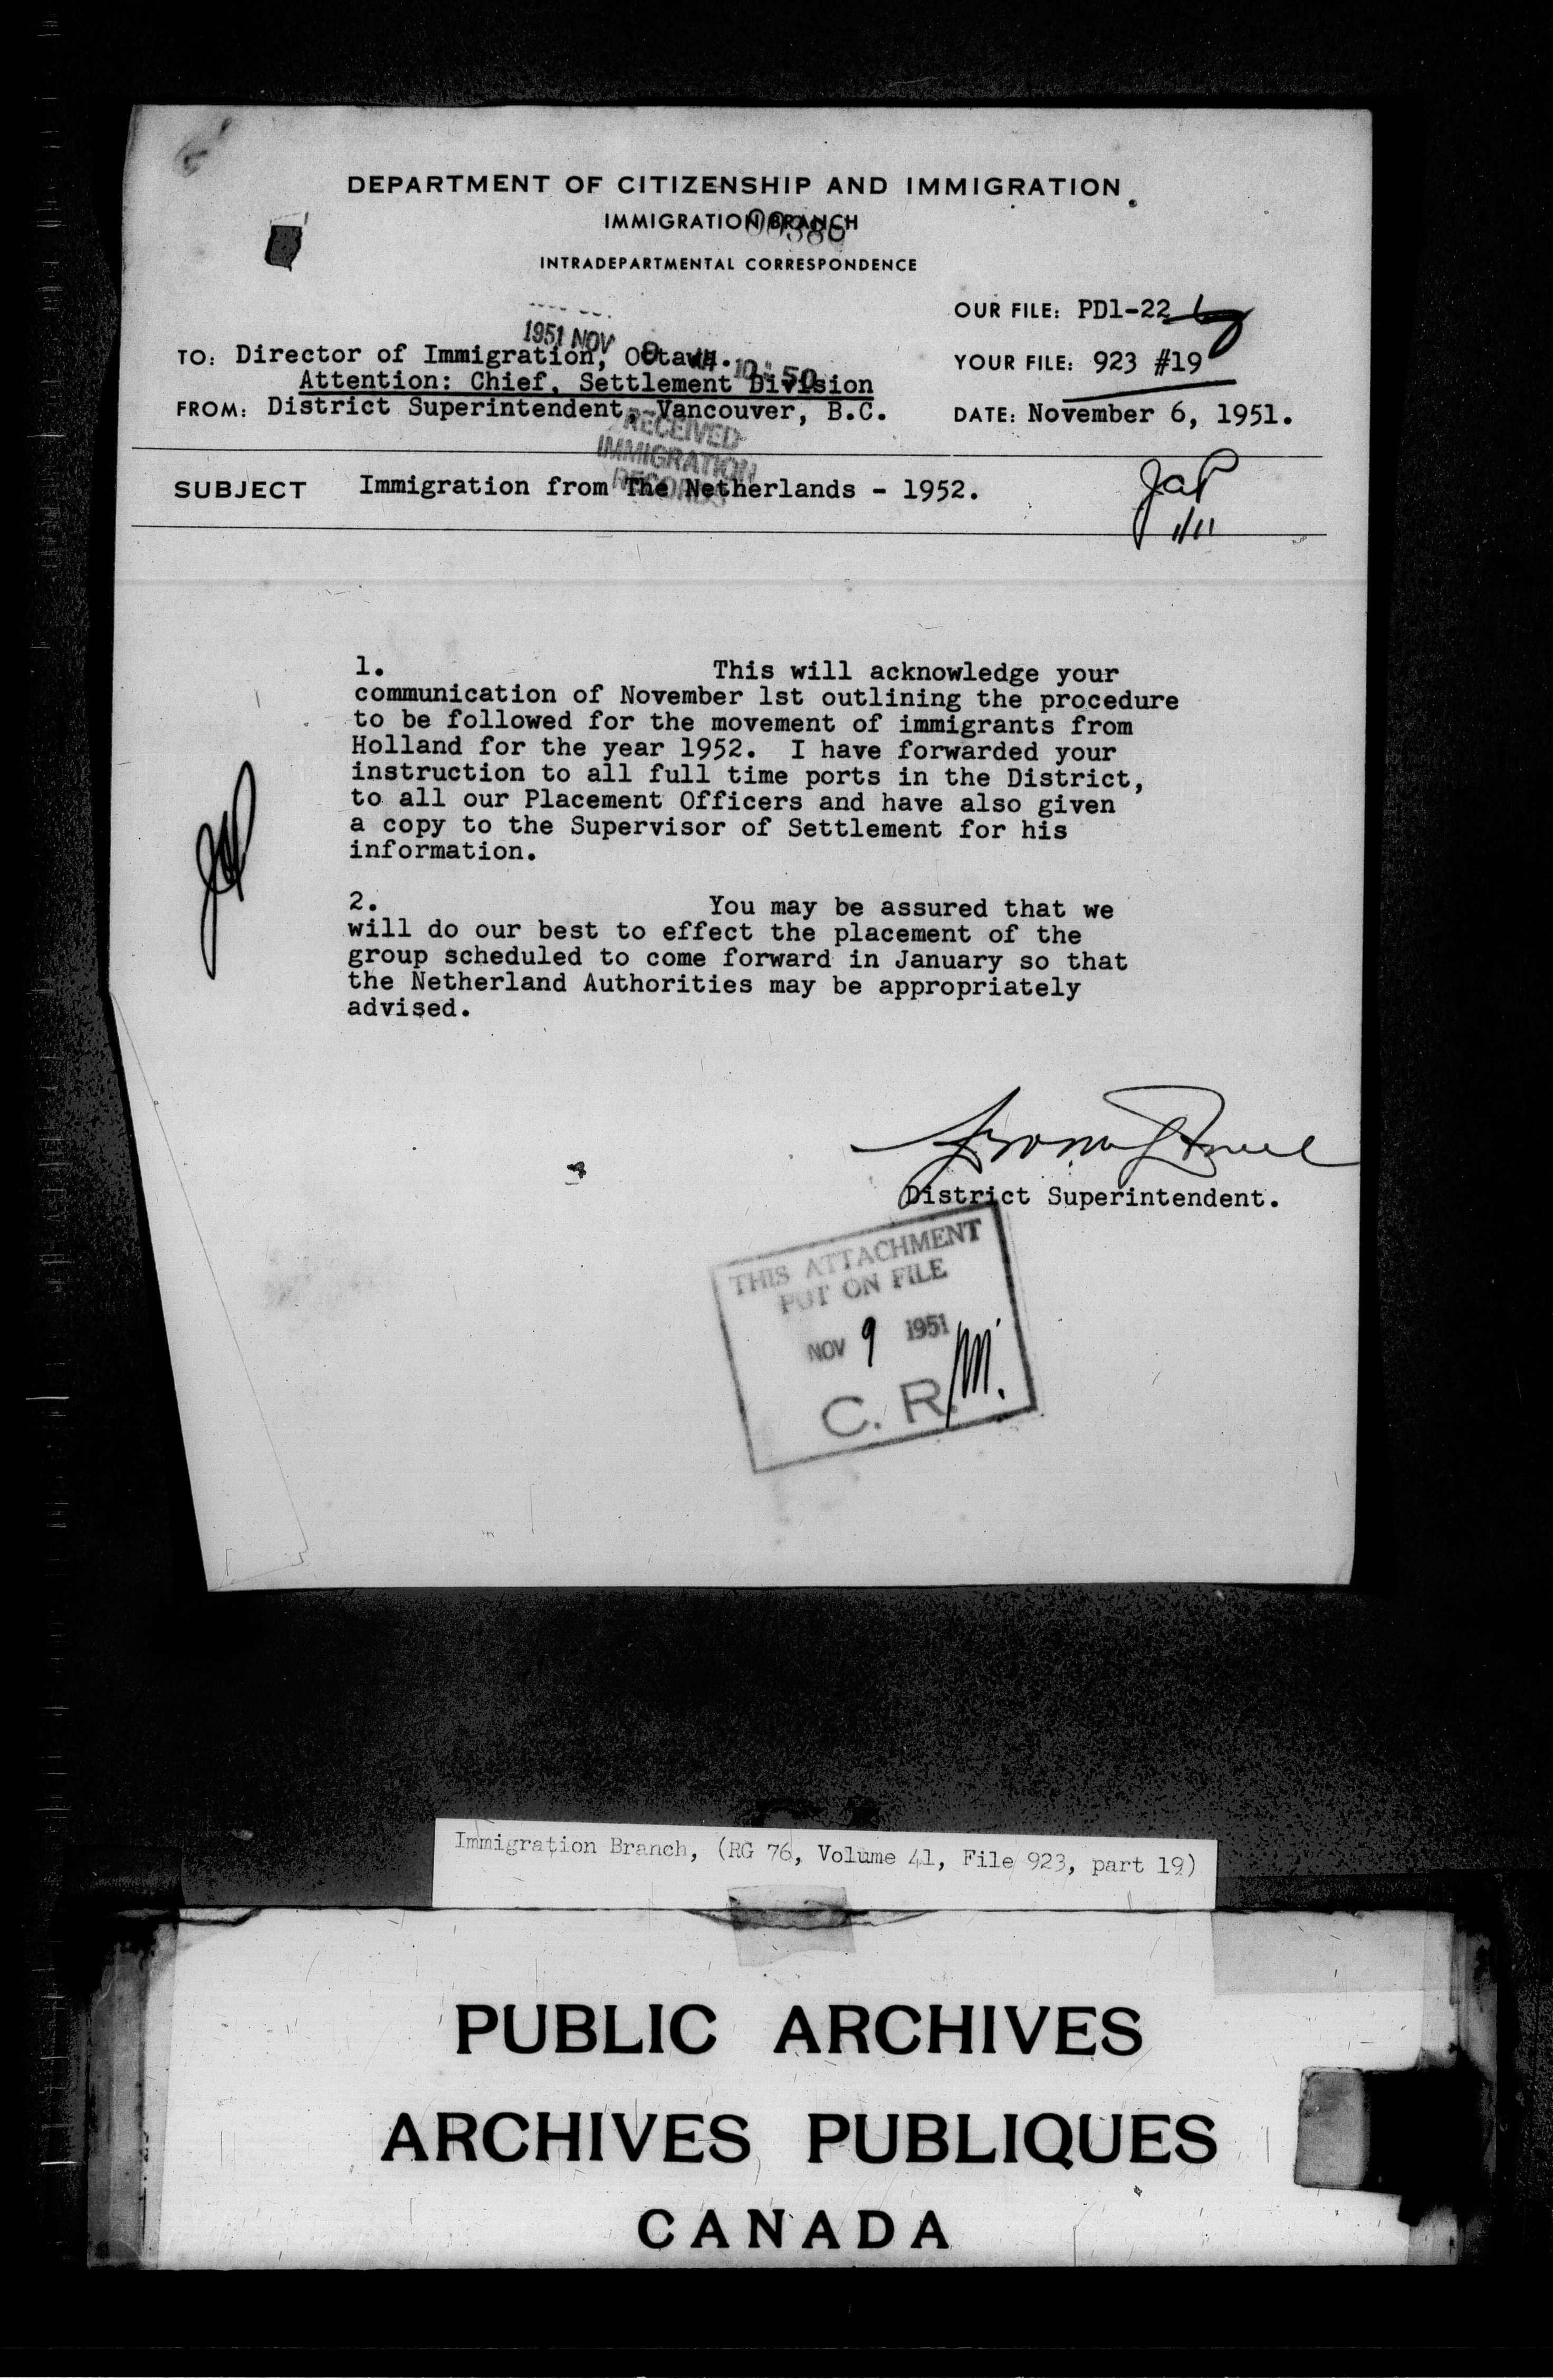 DEPARTMENT OF CITIZENSHIP AND IMMIGRATION
IMMIGRATION BRANCH
INTRADEPARTMENTAL CORRESPONDENCE
OUR FILE: PD1-22
1951 NOV 9 AM 10:50
TO: Director of Immigration, Ottawa.
YOUR FILE: 923 #19
Attention: Chief, Settlement Division
FROM: District Superintendent, Vancouver, B.C.
DATE: November 6, 1951.
RECEIVED
IMMIGRATION
RECORDS
SUBJECT Immigration from The Netherlands - 1952.
1. This will acknowledge your
communication of November 1st outlining the procedure
to be followed for the movement of immigrants from
Holland for the year 1952. I have forwarded your
instruction to all full time ports in the District,
to all our Placement Officers and have also given
a copy to the Supervisor of Settlement for his
information.
2. You may be assured that we
will do our best to effect the placement of the
group scheduled to come forward in January so that
the Netherland Authorities may be appropriately
advised.
District Superintendent.
THIS ATTACHMENT
PUT ON FILE
NOV 9 1951
C. R.
Immigration Branch, (RG 76, Volume 41, File 923, part 19)
PUBLIC ARCHIVES
ARCHIVES PUBLIQUES
CANADA